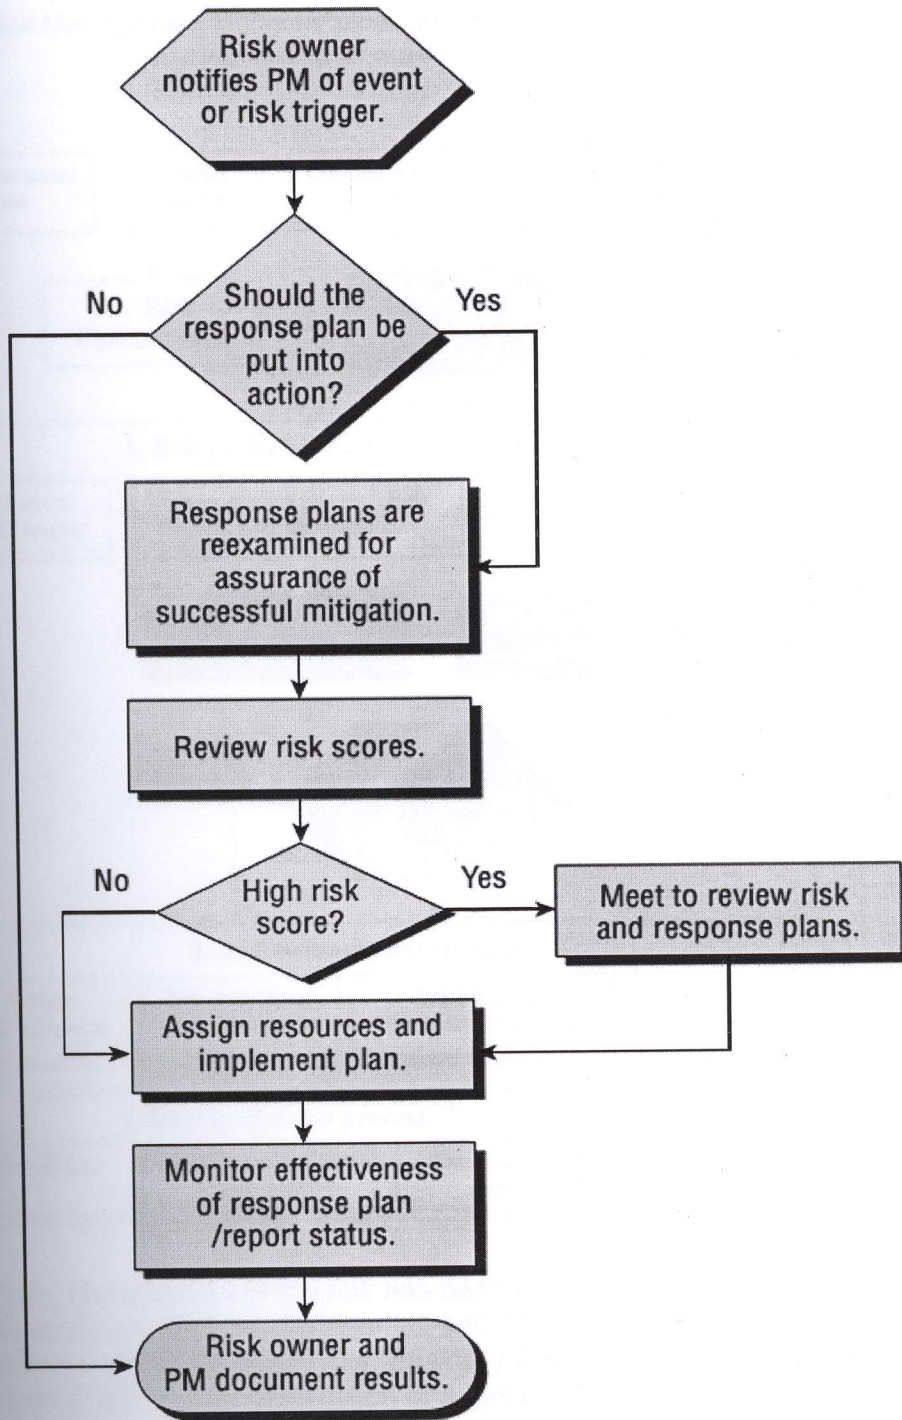 Risk owner
notifies PM of event
or risk trigger.
No
Yes
Should the
response plan be
put into
action?
Response plans are
reexamined for
assurance of
successful mitigation.
Review risk scores.
No
Yes
High risk
score?
Meet to review risk
and response plans.
Assign resources and
implement plan.
Monitor effectiveness
of response plan
/report status.
Risk owner and
PM document results.